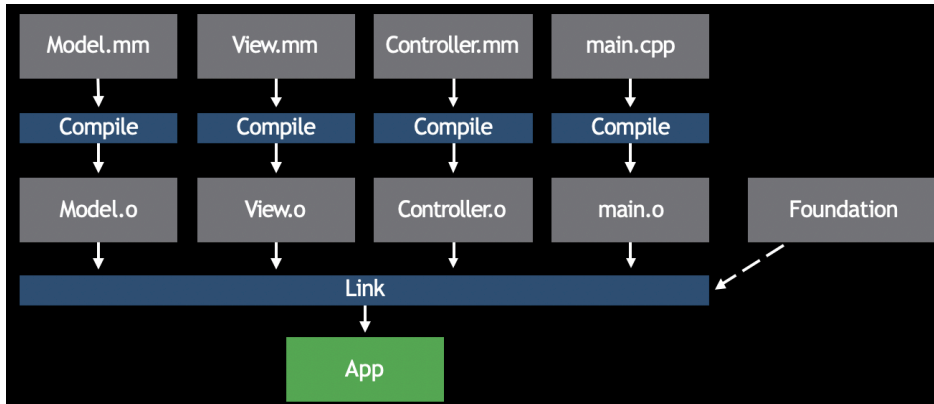 Model.mm
View.mm
Controller.mm
main.cpp
Compile
Compile
Compile
Compile
Model.o
View.o
Controller.o
main.o
Foundation
Link
App